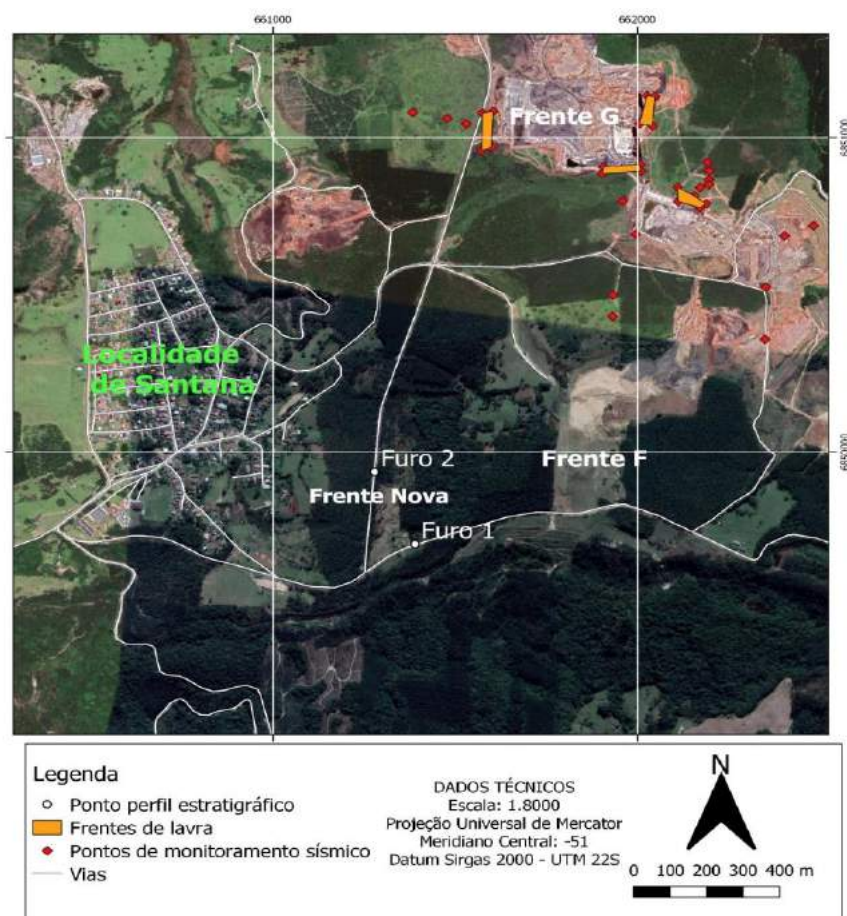 661000
662000
Frente G
6851000
Localidade
de Santana
Furo 2
6850000
Frente F
Frente Nova
Furo 1
Legenda
Ponto perfil estratigráfico
Frentes de lavra
Pontos de monitoramento sísmico
Vias
DADOS TÉCNICOS
Escala: 1.8000
Projeção Universal de Mercator
Meridiano Central: -51
Datum Sirgas 2000 - UTM 22S
N
0 100 200 300 400 m